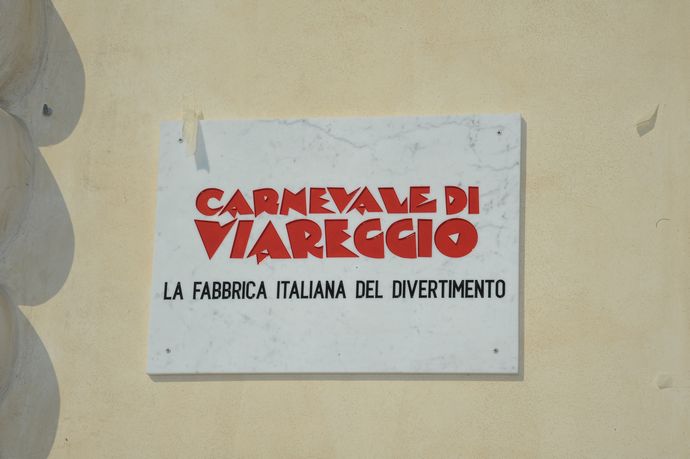 CARNEVALE DI
VIAREGGIO
LA FABBRICA ITALIANA DEL DIVERTIMENTO